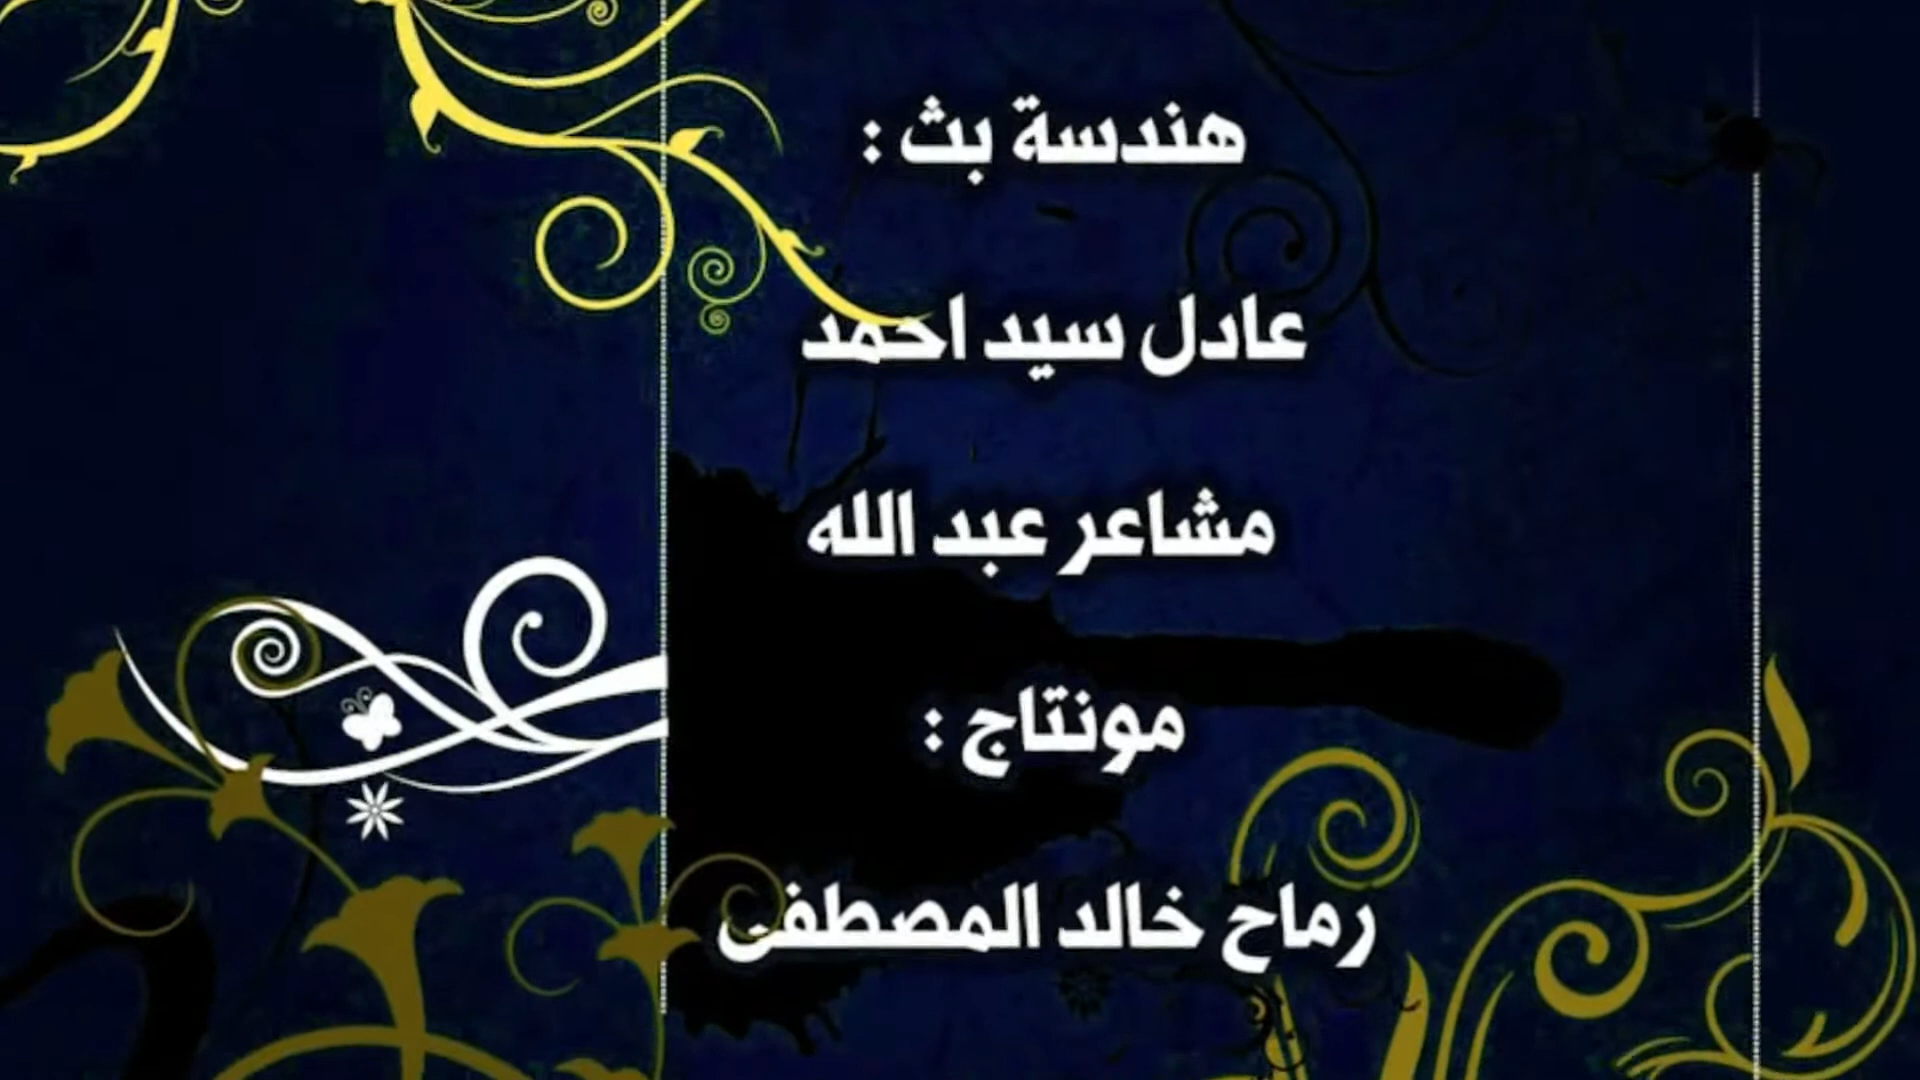 هندسة بث :
عادل سيد احمد
مشاعر عبد الله
مونتاج :
رماح خالد المصطفى